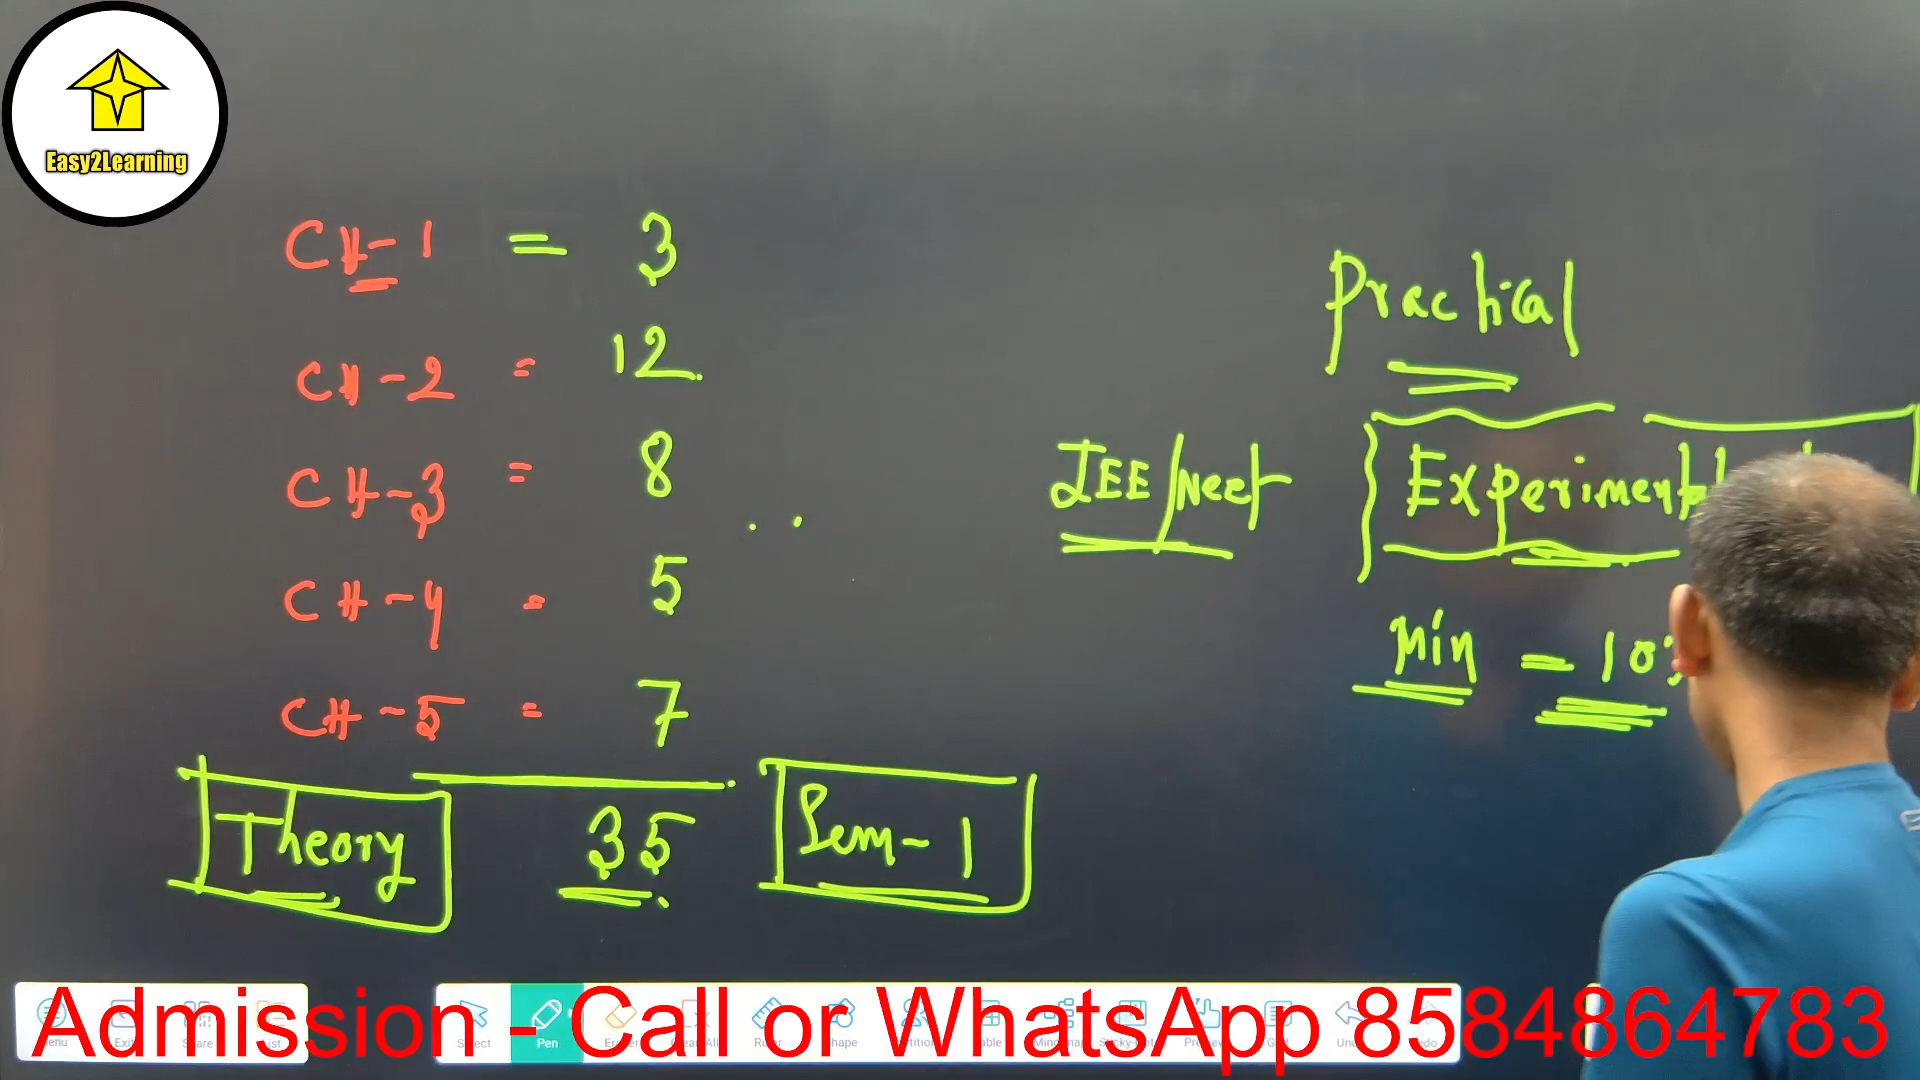 Easy2Learning
CH-1 = 3
CH-2 = 12
CH-3 = 8
CH-4 = 5
CH-5 = 7
Theory 35 Sem-1
Practical
JEE/Neet
Min = 10%
Admission - Call or WhatsApp 8584864783